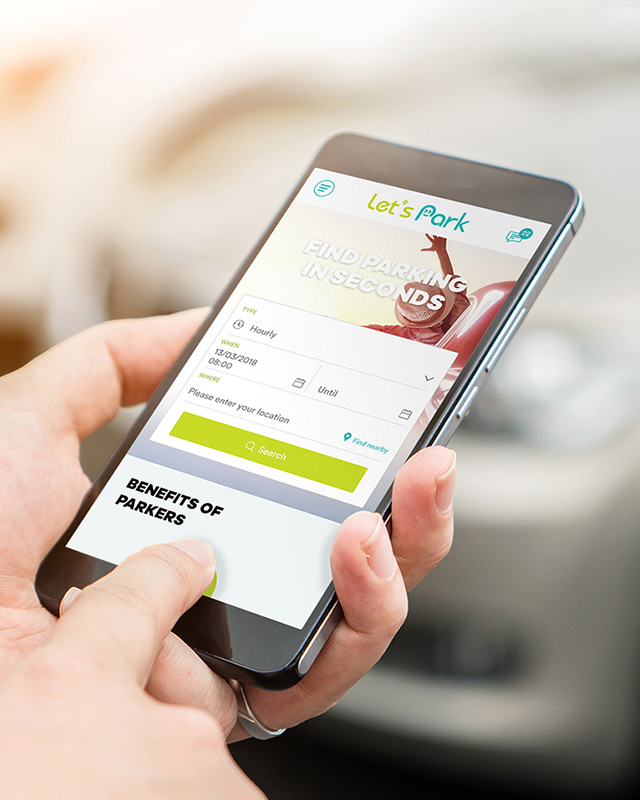 Let's Park
FIND PARKING
IN SECONDS
TYPE
Hourly
WHEN
13/03/2018
08:00
Until
WHERE
Please enter your location
Find nearby
Search
BENEFITS OF
PARKERS